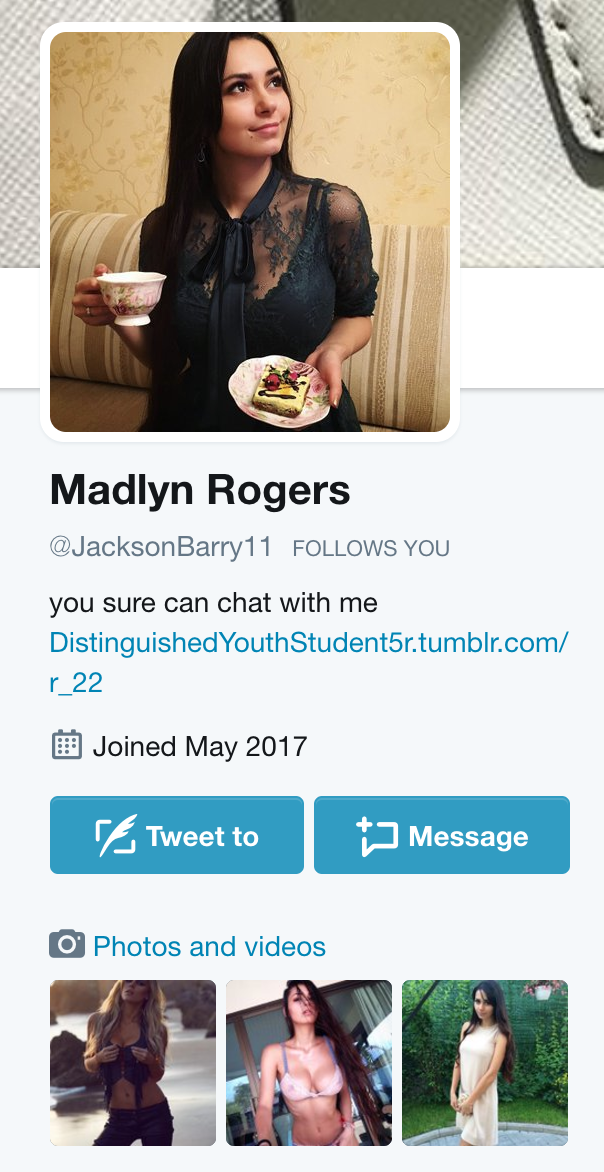 Madlyn Rogers
@JacksonBarry11 FOLLOWS YOU
you sure can chat with me
DistinguishedYouthStudent5r.tumblr.com/
r_22
Joined May 2017
Tweet to
Message
Photos and videos